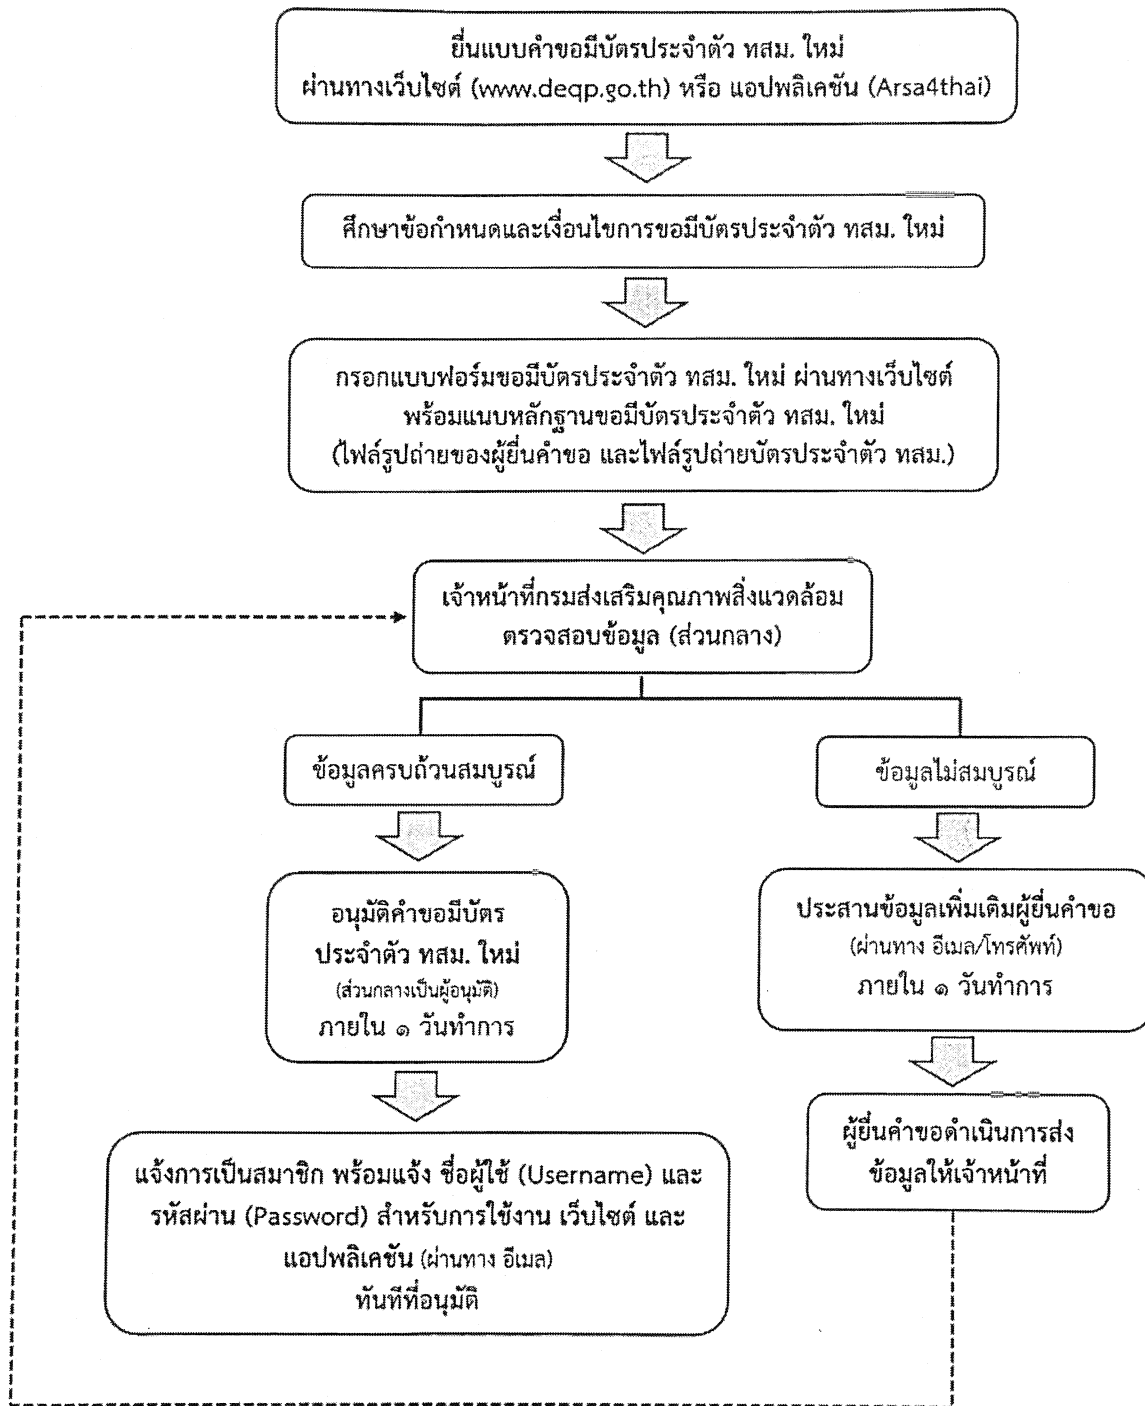 ยื่นแบบคำขอมีบัตรประจำตัว ทสม. ใหม่
ผ่านทางเว็บไซต์ (www.deqp.go.th) หรือ แอปพลิเคชัน (Arsa4thai)
ศึกษาข้อกำหนดและเงื่อนไขการขอมีบัตรประจำตัว ทสม. ใหม่
กรอกแบบฟอร์มขอมีบัตรประจำตัว ทสม. ใหม่ ผ่านทางเว็บไซต์
พร้อมแนบหลักฐานขอมีบัตรประจำตัว ทสม. ใหม่
(ไฟล์รูปถ่ายของผู้ยื่นคำขอ และไฟล์รูปถ่ายบัตรประจำตัว ทสม.)
เจ้าหน้าที่กรมส่งเสริมคุณภาพสิ่งแวดล้อม
ตรวจสอบข้อมูล (ส่วนกลาง)
ข้อมูลครบถ้วนสมบูรณ์
อนุมัติคำขอมีบัตร
ประจำตัว ทสม. ใหม่
(ส่วนกลางเป็นผู้อนุมัติ)
ภายใน ๑ วันทำการ
แจ้งการเป็นสมาชิก พร้อมแจ้ง ชื่อผู้ใช้ (Username) และ
รหัสผ่าน (Password) สำหรับการใช้งาน เว็บไซต์ และ
แอปพลิเคชัน (ผ่านทาง อีเมล)
ทันทีที่อนุมัติ
ข้อมูลไม่สมบูรณ์
ประสานข้อมูลเพิ่มเติมผู้ยื่นคำขอ
(ผ่านทาง อีเมล/โทรศัพท์)
ภายใน ๑ วันทำการ
ผู้ยื่นคำขอดำเนินการส่ง
ข้อมูลให้เจ้าหน้าที่